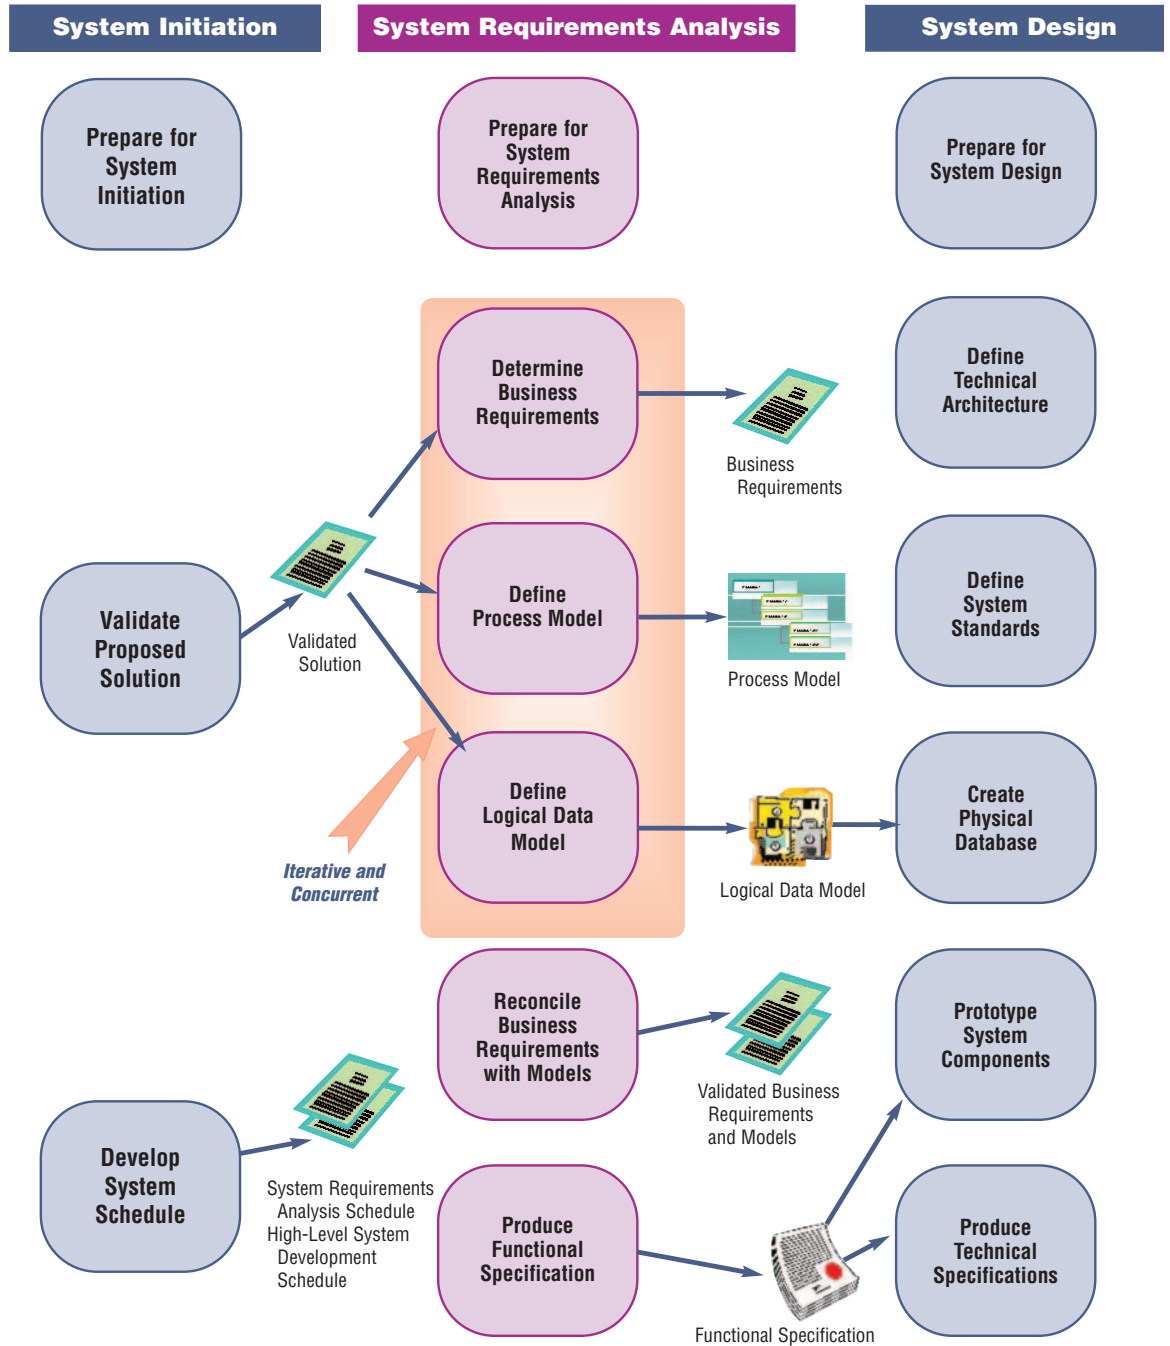 System Initiation
System Requirements Analysis
System Design
Prepare for
System
Initiation
Prepare for
System
Requirements
Analysis
Prepare for
System Design
Determine
Business
Requirements
Business
Requirements
Define
Technical
Architecture
Validate
Proposed
Solution
Validated
Solution
Define
Process Model
Process Model
Define
System
Standards
Iterative and
Concurrent
Define
Logical Data
Model
Logical Data Model
Create
Physical
Database
Reconcile
Business
Requirements
with Models
Validated Business
Requirements
and Models
Prototype
System
Components
Develop
System
Schedule
System Requirements
Analysis Schedule
High-Level System
Development
Schedule
Produce
Functional
Specification
Functional Specification
Produce
Technical
Specifications